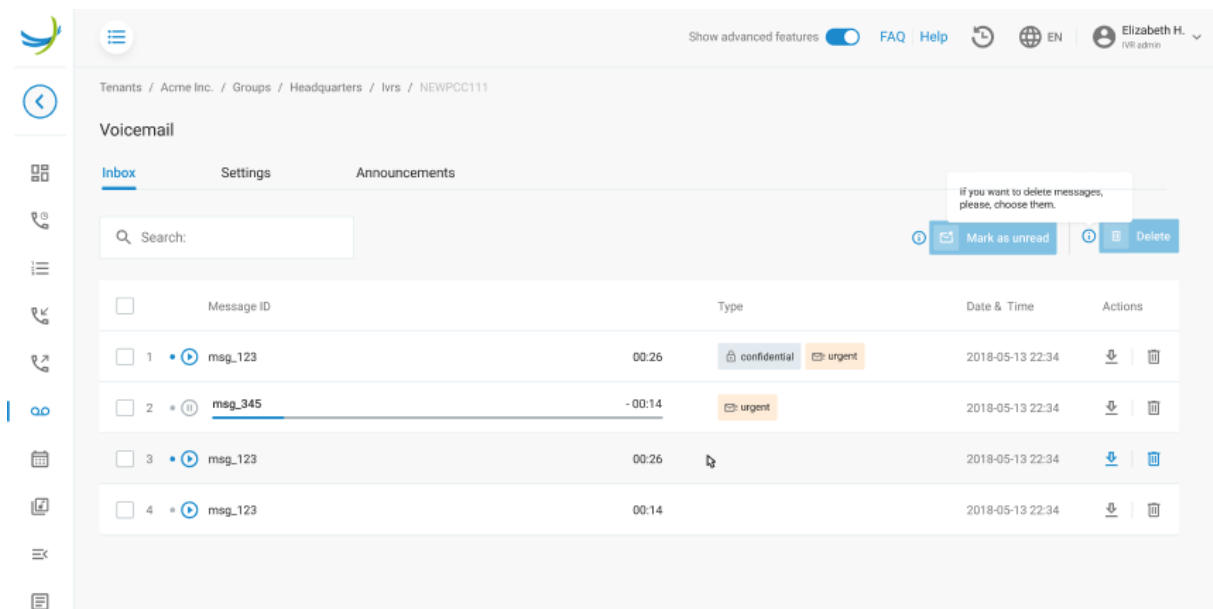 Show advanced features
FAQ
Help
EN
Elizabeth H.
IVR admin
Tenants / Acme Inc. / Groups / Headquarters / Ivrs / NEWPCC111
Voicemail
Inbox
Settings
Announcements
If you want to delete messages,
please, choose them.
Search:
Mark as unread
Delete
Message ID
Type
Date & Time
Actions
1 msg_123 00:26 confidential urgent 2018-05-13 22:34
2 msg_345 - 00:14 urgent 2018-05-13 22:34
3 msg_123 00:26 2018-05-13 22:34
4 msg_123 00:14 2018-05-13 22:34